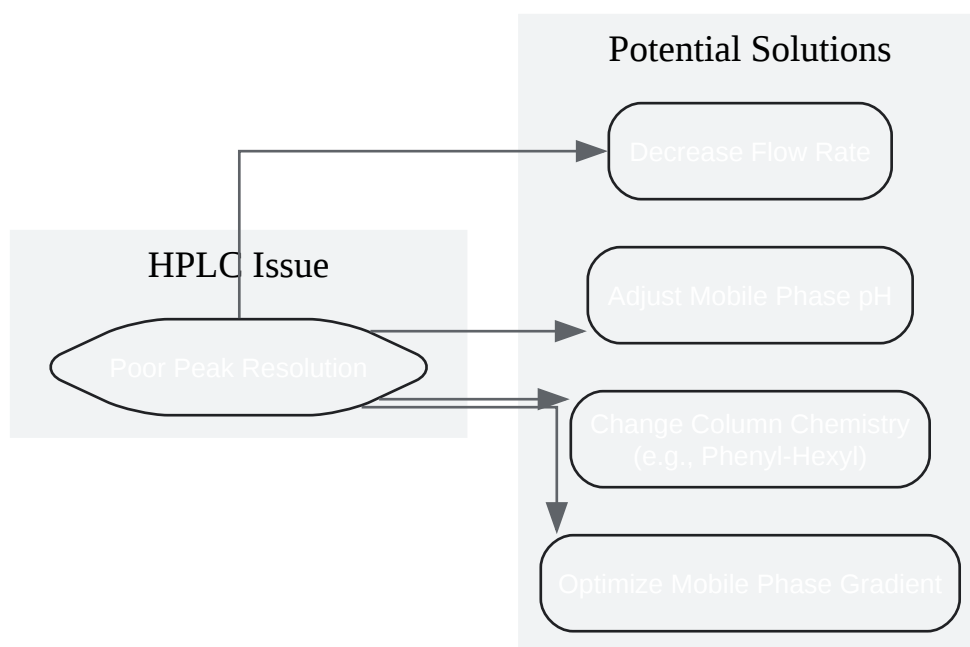 Potential Solutions
Decrease Flow Rate
HPLC Issue
Adjust Mobile Phase pH
Poor Peak Resolution
Change Column Chemistry
(e.g., Phenyl-Hexyl)
Optimize Mobile Phase Gradient